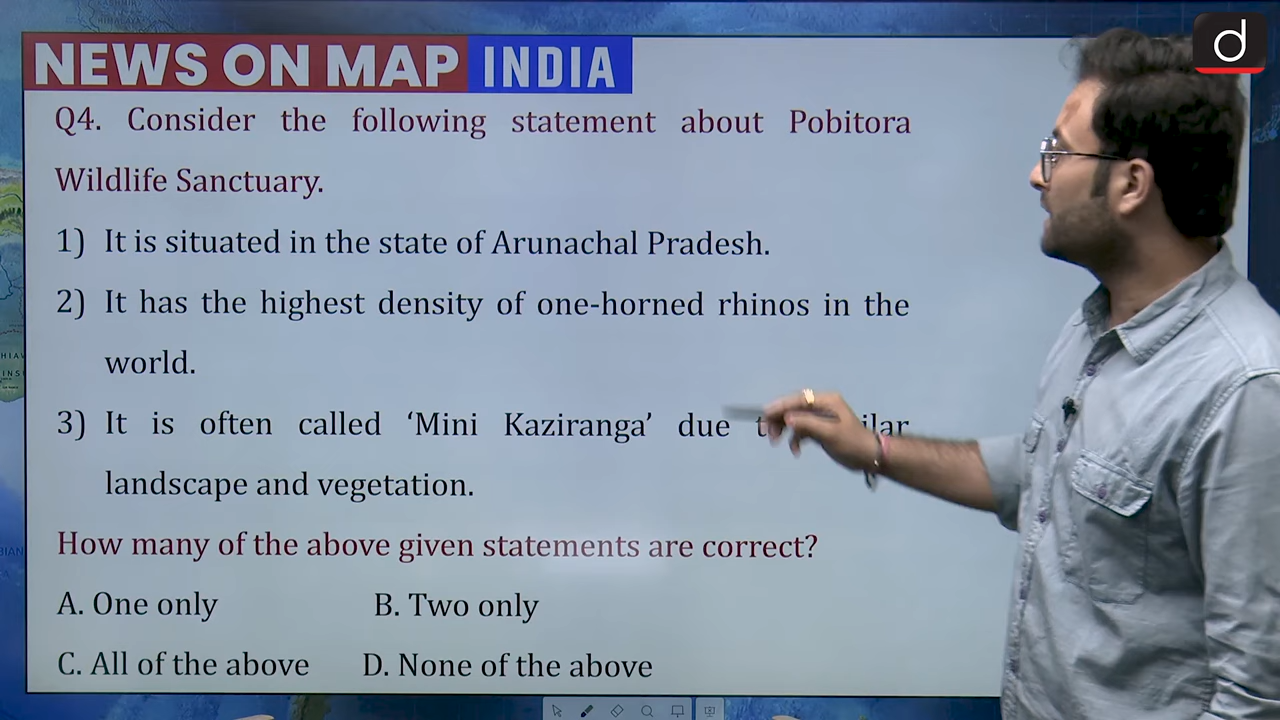 NEWS ON MAP INDIA
d
Q4. Consider the following statement about Pobitora
Wildlife Sanctuary.
1) It is situated in the state of Arunachal Pradesh.
2) It has the highest density of one-horned rhinos in the
world.
3) It is often called ‘Mini Kaziranga’ due
landscape and vegetation.
How many of the above given statements are correct?
A. One only B. Two only
C. All of the above D. None of the above